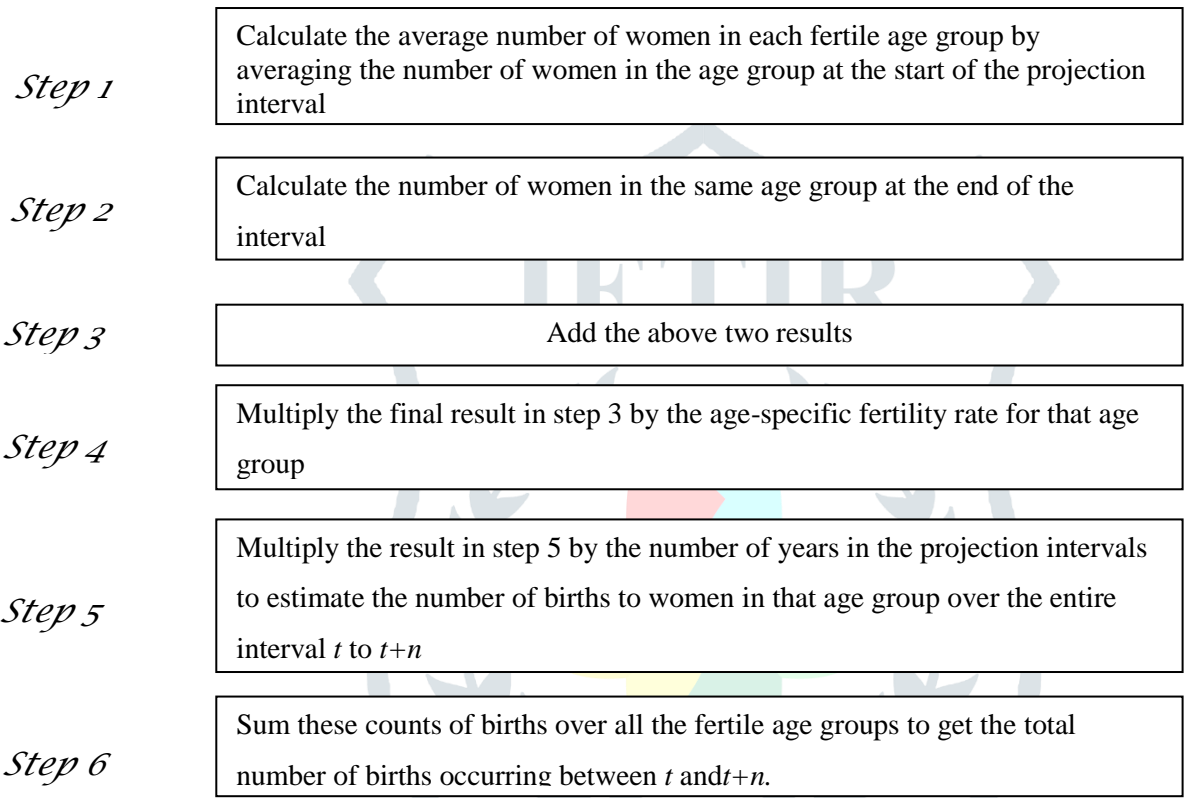 Step 1
Calculate the average number of women in each fertile age group by
averaging the number of women in the age group at the start of the projection
interval
Step 2
Calculate the number of women in the same age group at the end of the
interval
JETIR
Step 3
Add the above two results
Step 4
Multiply the final result in step 3 by the age-specific fertility rate for that age
group
Step 5
Multiply the result in step 5 by the number of years in the projection intervals
to estimate the number of births to women in that age group over the entire
interval t to t+n
Step 6
Sum these counts of births over all the fertile age groups to get the total
number of births occurring between t andt+n.